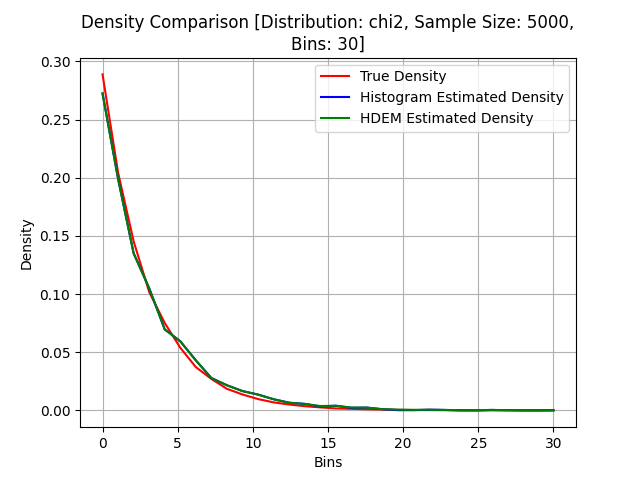 Density Comparison [Distribution: chi2, Sample Size: 5000,
Bins: 30]
True Density
Histogram Estimated Density
HDEM Estimated Density
Density
0.30
0.25
0.20
0.15
0.10
0.05
0.00
0 5 10 15 20 25 30
Bins